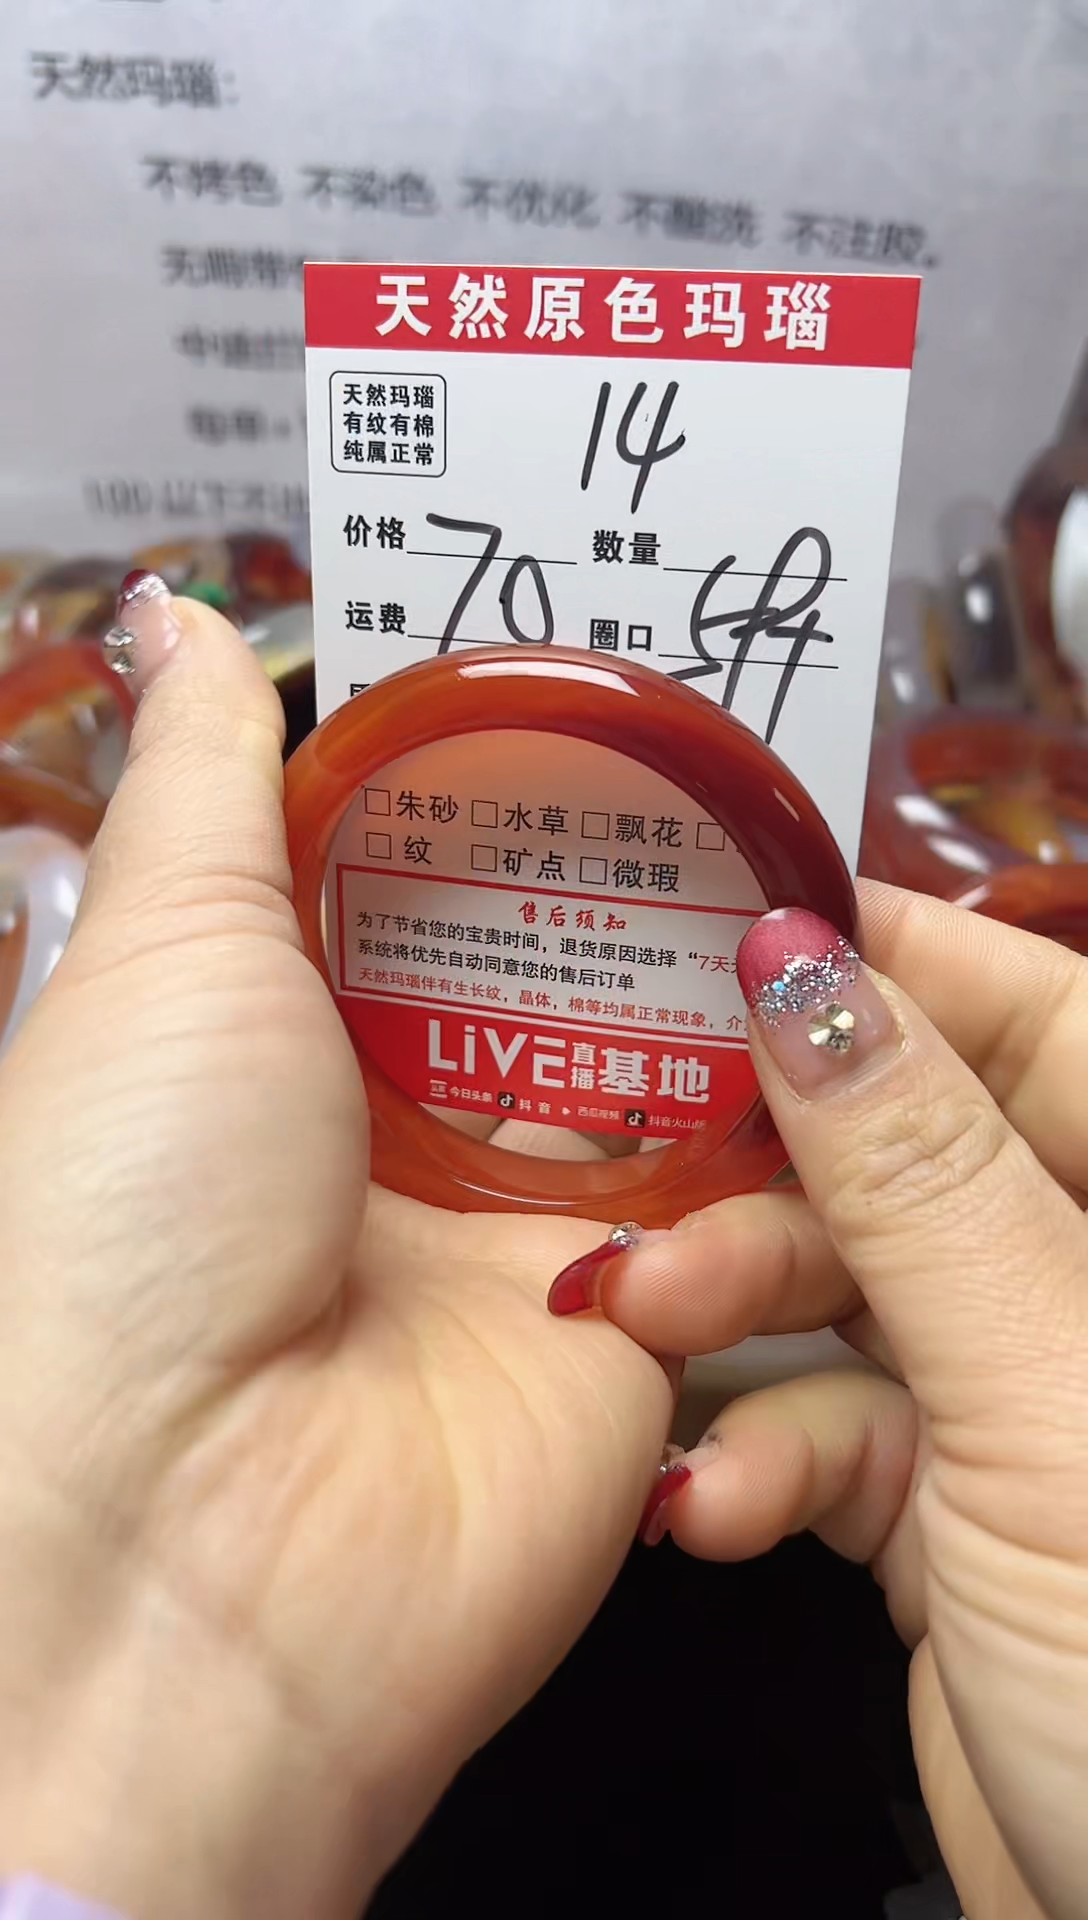 天然玛瑙:
不烤色 不染色 不优化 不酸洗 不注胶。
天然原色玛瑙
天然玛瑙
有纹有棉
纯属正常
14
价格 数量
70
运费 圈口
□朱砂 □水草 □飘花 □
□纹 □矿点 □微瑕
售后须知
为了节省您的宝贵时间，退货原因选择“7天
系统将优先自动同意您的售后订单
天然玛瑙伴有生长纹，晶体，棉等均属正常现象，介
LiVE直播基地
今日头条 抖音 西瓜视频 抖音火山版